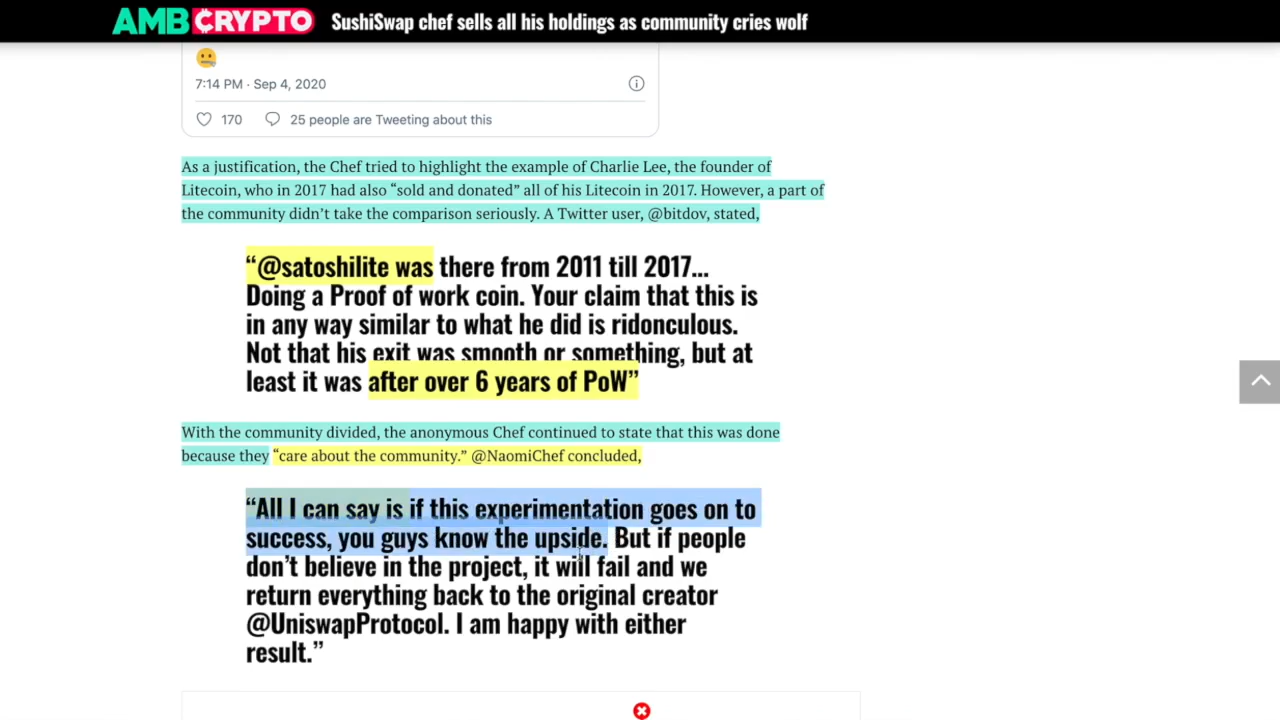 AMBCRYPTO SushiSwap chef sells all his holdings as community cries wolf
7:14 PM · Sep 4, 2020
170 25 people are Tweeting about this
As a justification, the Chef tried to highlight the example of Charlie Lee, the founder of
Litecoin, who in 2017 had also “sold and donated” all of his Litecoin in 2017. However, a part of
the community didn’t take the comparison seriously. A Twitter user, @bitdov, stated,
“@satoshilite was there from 2011 till 2017...
Doing a Proof of work coin. Your claim that this is
in any way similar to what he did is ridonculous.
Not that his exit was smooth or something, but at
least it was after over 6 years of PoW”
With the community divided, the anonymous Chef continued to state that this was done
because they “care about the community.” @NaomiChef concluded,
“All I can say is if this experimentation goes on to
success, you guys know the upside. But if people
don’t believe in the project, it will fail and we
return everything back to the original creator
@UniswapProtocol. I am happy with either
result.”